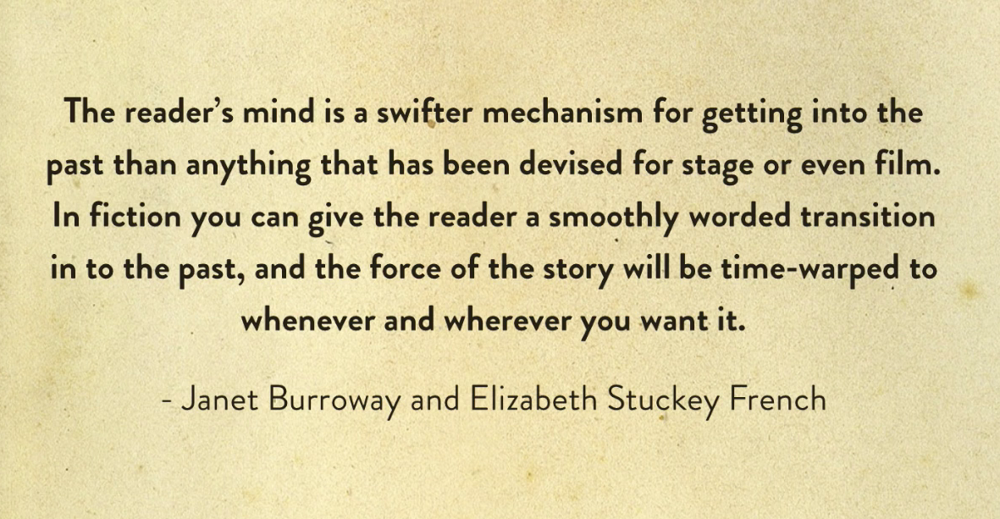 The reader’s mind is a swifter mechanism for getting into the
past than anything that has been devised for stage or even film.
In fiction you can give the reader a smoothly worded transition
in to the past, and the force of the story will be time-warped to
whenever and wherever you want it.
- Janet Burroway and Elizabeth Stuckey French